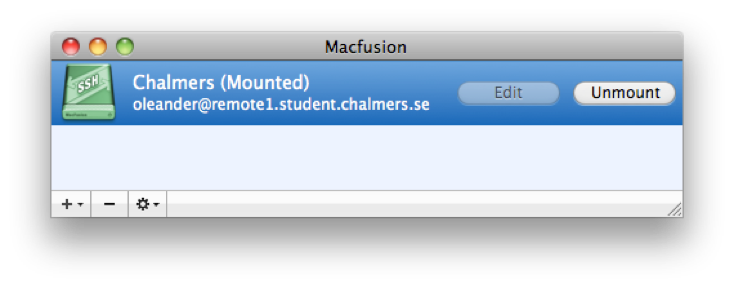 Macfusion
SSH
Chalmers (Mounted)
oleander@remote1.student.chalmers.se
Edit
Unmount